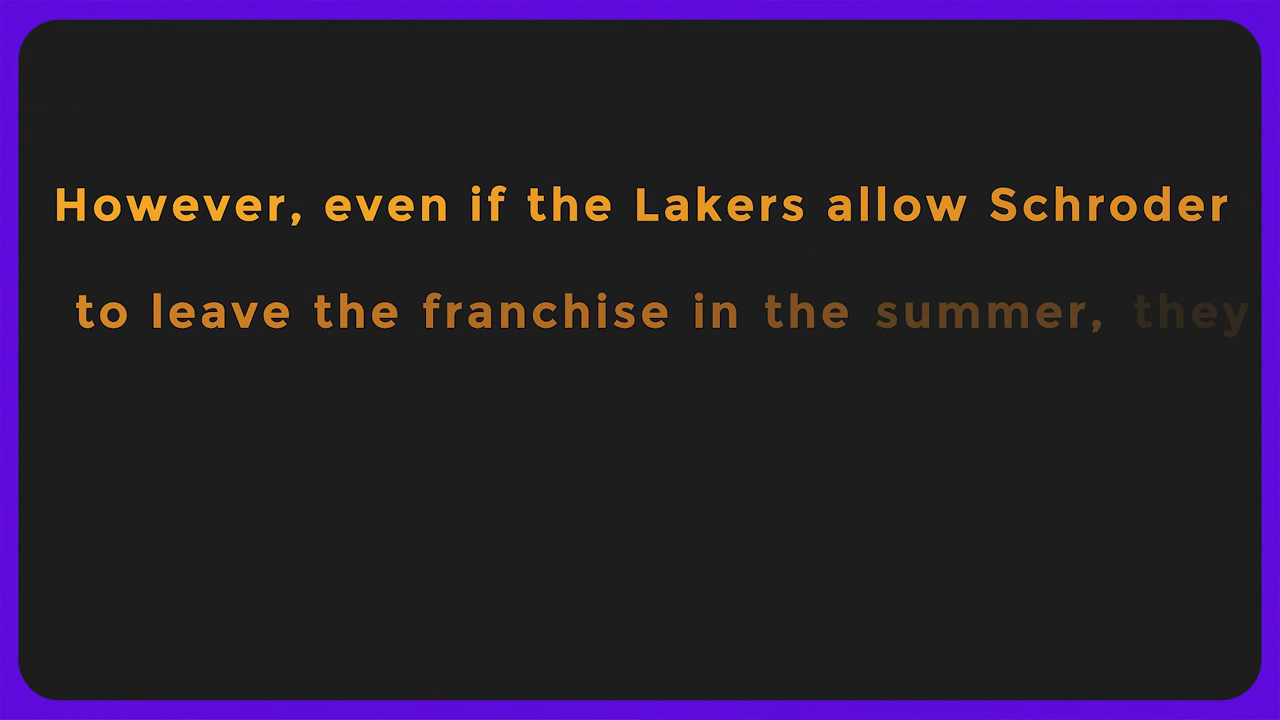 However, even if the Lakers allow Schroder
to leave the franchise in the summer, they